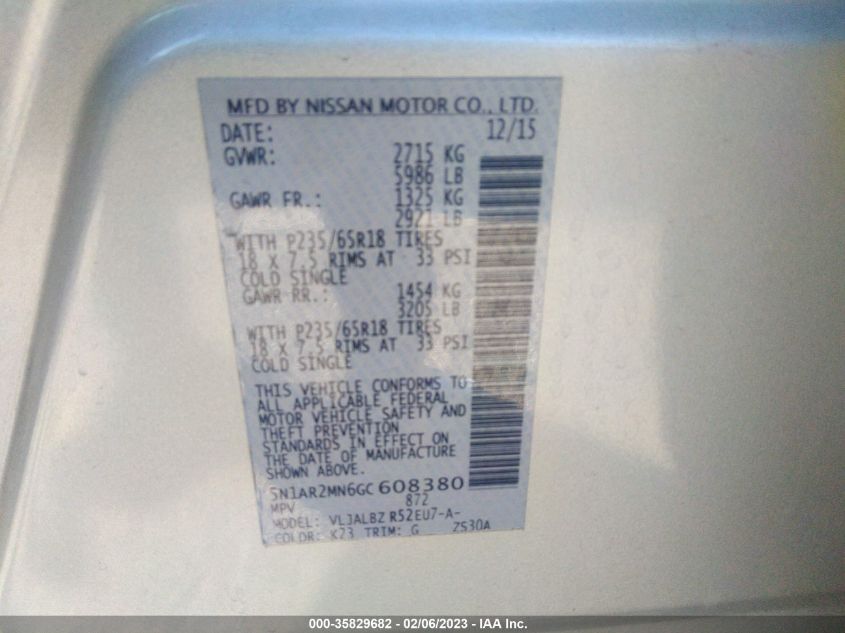 MFD BY NISSAN MOTOR CO., LTD.
DATE: 12/15
GVWR: 2715 KG
5986 LB
GAWR FR.: 1325 KG
2921 LB
WITH P235/65R18 TIRES
18 X 7.5 RIMS AT 33 PSI
COLD SINGLE
GAWR RR.: 1454 KG
3205 LB
WITH P235/65R18 TIRES
18 X 7.5 RIMS AT 33 PSI
COLD SINGLE
THIS VEHICLE CONFORMS TO
ALL APPLICABLE FEDERAL
MOTOR VEHICLE SAFETY AND
THEFT PREVENTION
STANDARDS IN EFFECT ON
THE DATE OF MANUFACTURE
SHOWN ABOVE.
5N1AR2MN6GC608380
MPV 872
MODEL: VLJALBZ R52EU7-A-
COLOR: K23 TRIM: G ZS30A
000-35829682 - 02/06/2023 - IAA Inc.